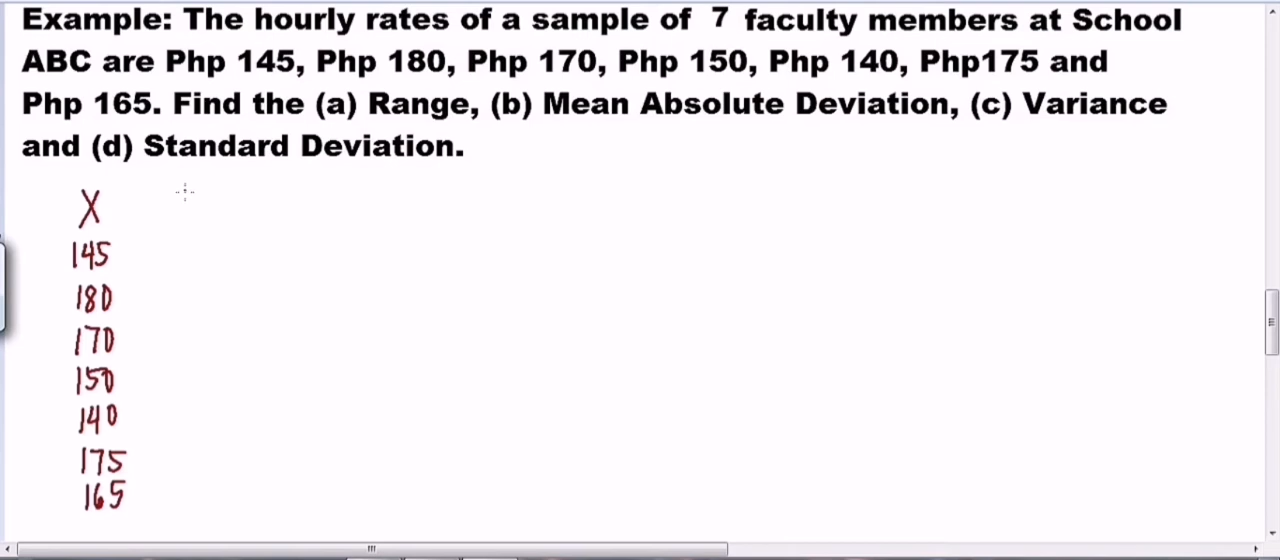 Example: The hourly rates of a sample of 7 faculty members at School
ABC are Php 145, Php 180, Php 170, Php 150, Php 140, Php175 and
Php 165. Find the (a) Range, (b) Mean Absolute Deviation, (c) Variance
and (d) Standard Deviation.
X
145
180
170
150
140
175
165